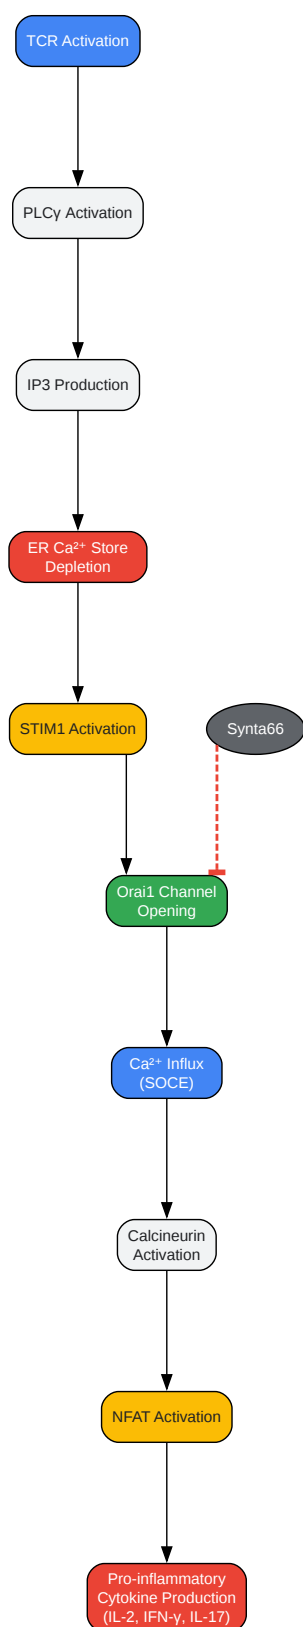 TCR Activation
PLCγ Activation
IP3 Production
ER Ca²⁺ Store
Depletion
STIM1 Activation
Synta66
Orai1 Channel
Opening
Ca²⁺ Influx
(SOCE)
Calcineurin
Activation
NFAT Activation
Pro-inflammatory
Cytokine Production
(IL-2, IFN-γ, IL-17)